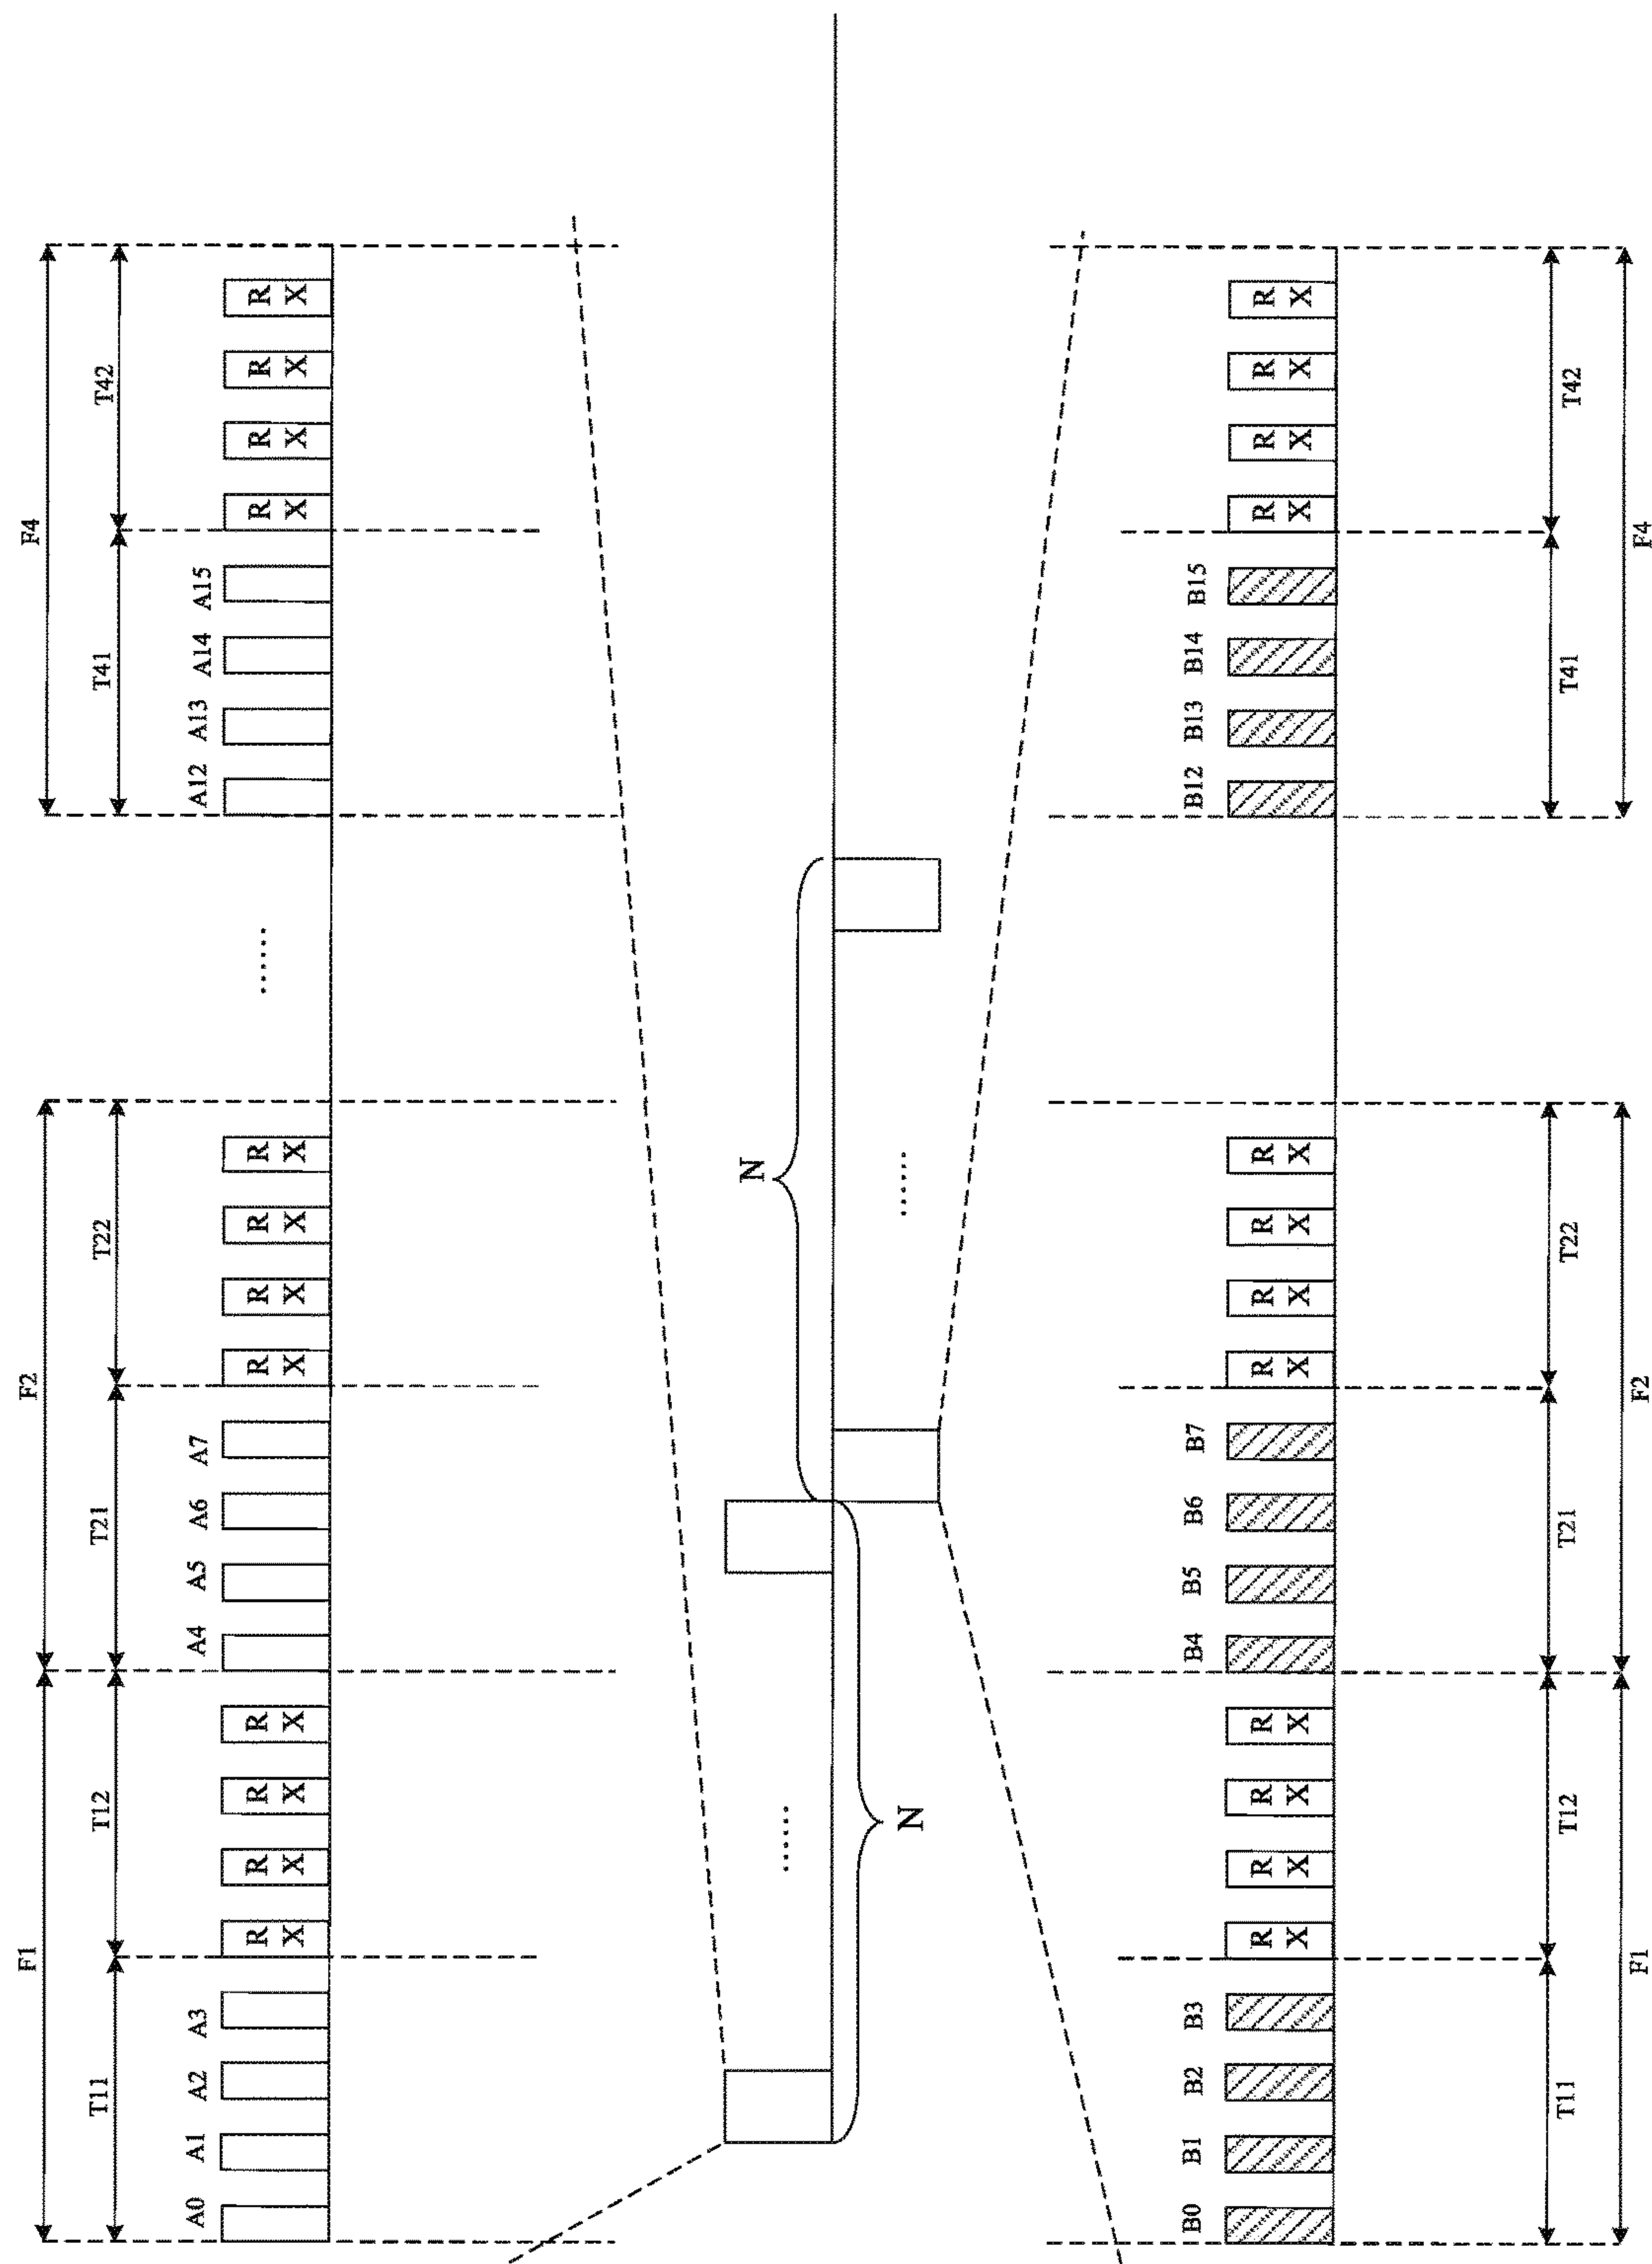 F1 F2 F4
T11 T12 T21 T22 T41 T42
A0 A1 A2 A3 A4 A5 A6 A7 A12 A13 A14 A15
R R R R R R R R ...... R R R R
X X X X X X X X X X X X
N
......
......
N
B0 B1 B2 B3 B4 B5 B6 B7 B12 B13 B14 B15
R R R R R R R R R R R R
X X X X X X X X X X X X
T11 T12 T21 T22 T41 T42
F1 F2 F4